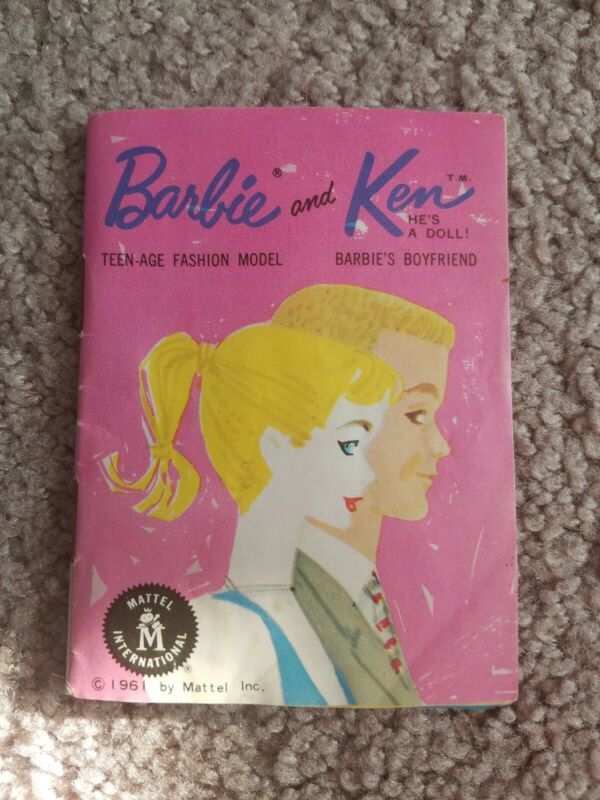 Barbie® and Ken T.M.
HE'S
A DOLL!
TEEN-AGE FASHION MODEL
BARBIE'S BOYFRIEND
MATTEL
M
INTERNATIONAL
®
© 1961 by Mattel Inc.